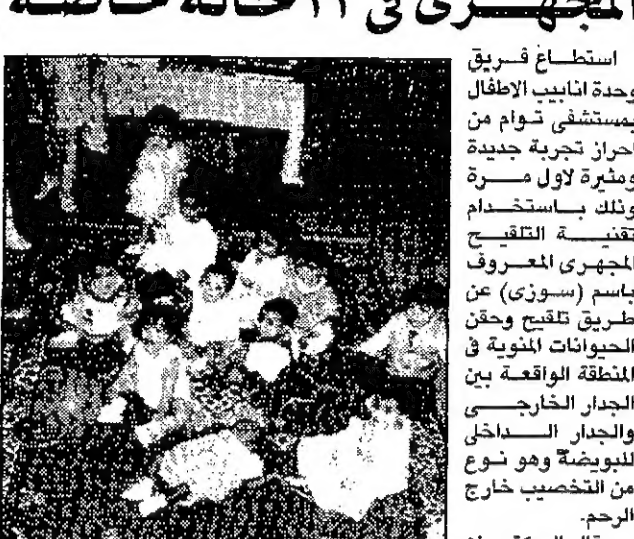 المجهرى فى ٢٢ حالة خاصة
استطاع فريق
وحدة انابيب الاطفال
بمستشفى توام من
احراز تجربة جديدة
ومثيرة لاول مرة
وذلك باستخدام
تقنية التلقيح
المجهرى المعروف
باسم (سوزى) عن
طريق تلقيح وحقن
الحيوانات المنوية فى
المنطقة الواقعة بين
الجدار الخارجى
والجدار الداخلى
للبويضة وهو نوع
من التخصيب خارج
الرحم.